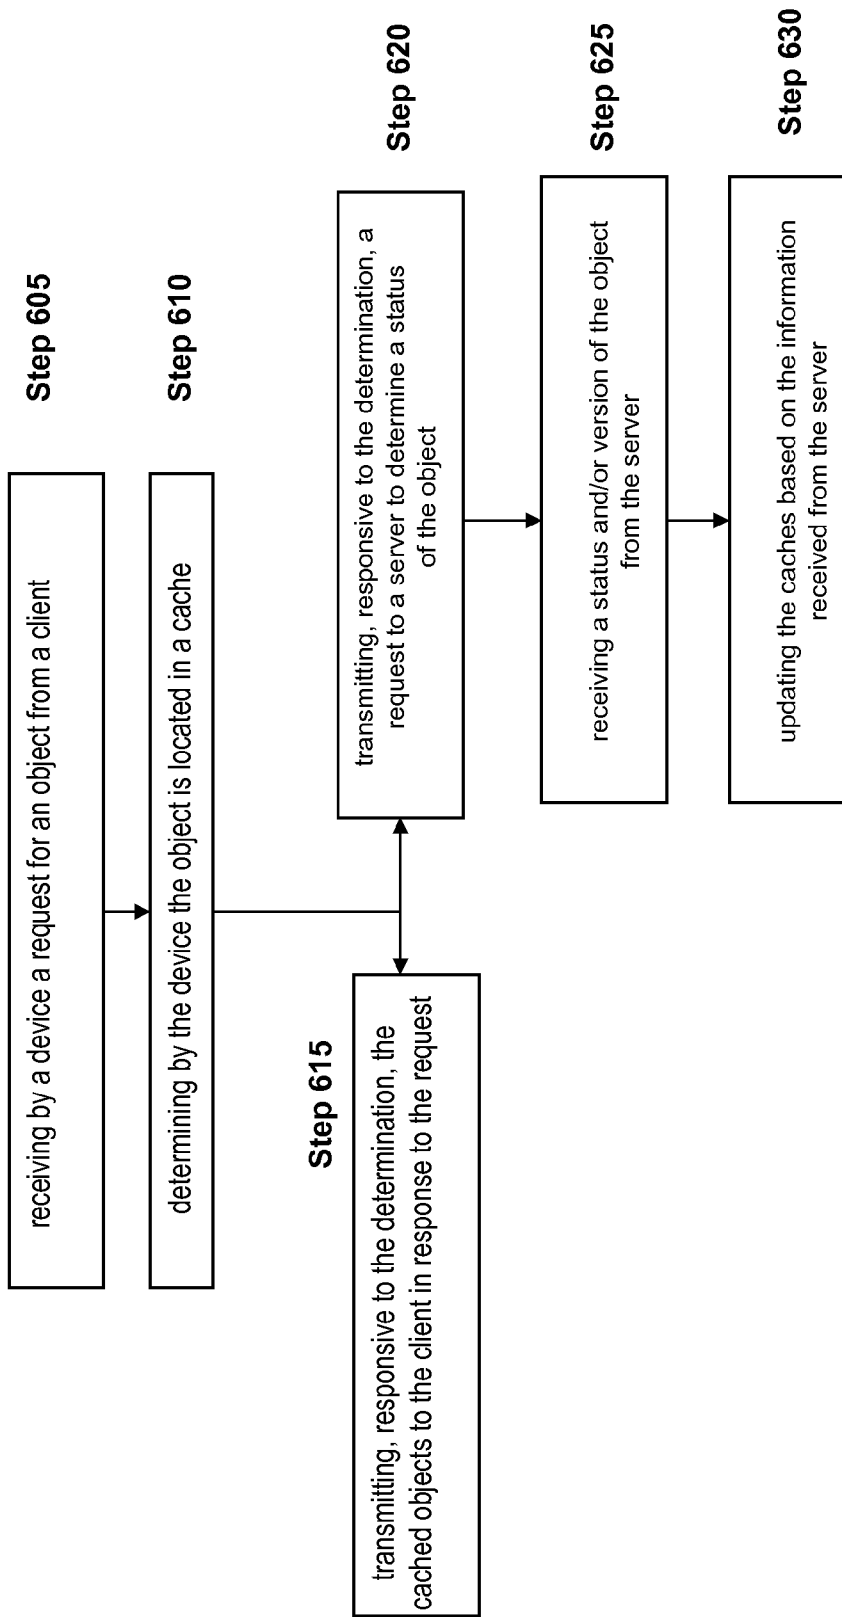 receiving by a device a request for an object from a client
Step 605
determining by the device the object is located in a cache
Step 610
Step 615
transmitting, responsive to the determination, the
cached objects to the client in response to the request
transmitting, responsive to the determination, a
request to a server to determine a status
of the object
Step 620
receiving a status and/or version of the object
from the server
Step 625
updating the caches based on the information
received from the server
Step 630